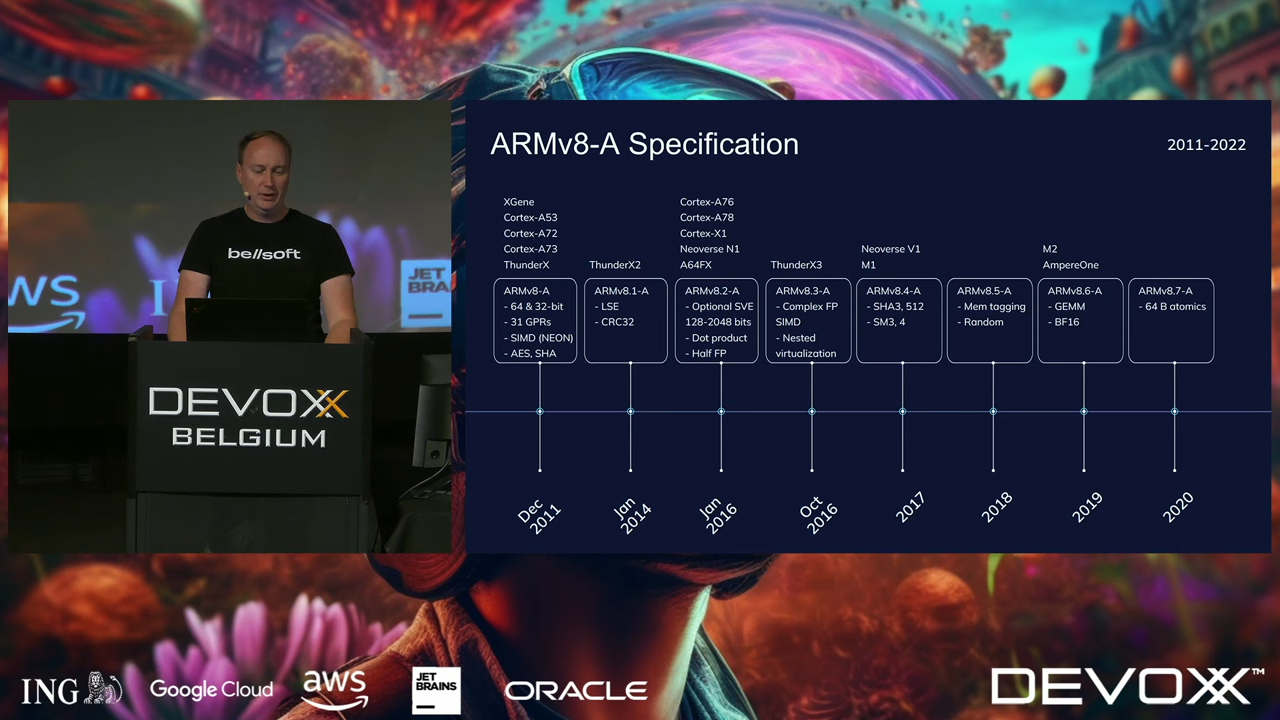 ARMv8-A Specification
2011-2022
XGene
Cortex-A53
Cortex-A72
Cortex-A73
ThunderX
ThunderX2
Cortex-A76
Cortex-A78
Cortex-X1
Neoverse N1
A64FX
ThunderX3
Neoverse V1
M1
M2
AmpereOne
ARMv8-A
- 64 & 32-bit
- 31 GPRs
- SIMD (NEON)
- AES, SHA
ARMv8.1-A
- LSE
- CRC32
ARMv8.2-A
- Optional SVE
128-2048 bits
- Dot product
- Half FP
ARMv8.3-A
- Complex FP
SIMD
- Nested
virtualization
ARMv8.4-A
- SHA3, 512
- SM3, 4
ARMv8.5-A
- Mem tagging
- Random
ARMv8.6-A
- GEMM
- BF16
ARMv8.7-A
- 64 B atomics
Dec
2011
Jan
2014
Jan
2016
Oct
2016
2017
2018
2019
2020
bellsoft
JET
BRAI
DEVOXX
BELGIUM
ING
Google Cloud
aws
JET
BRAINS
ORACLE
DEVOXX™